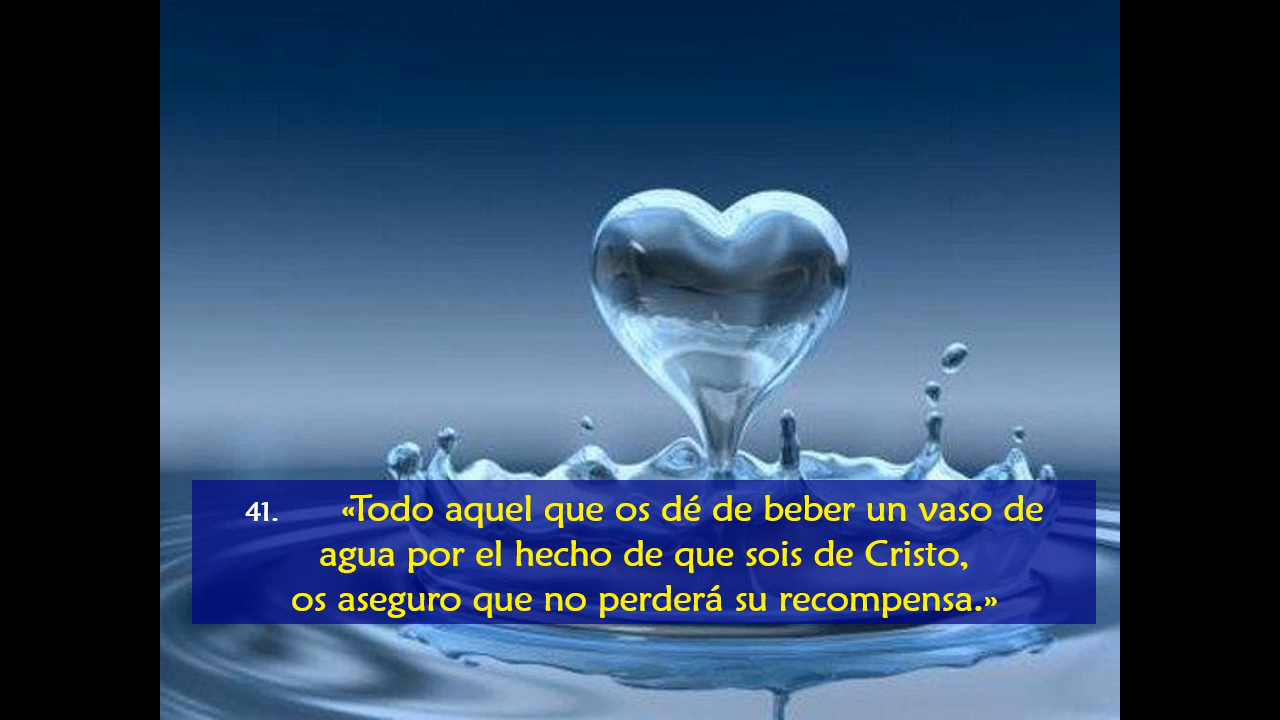 41. «Todo aquel que os dé de beber un vaso de
agua por el hecho de que sois de Cristo,
os aseguro que no perderá su recompensa.»